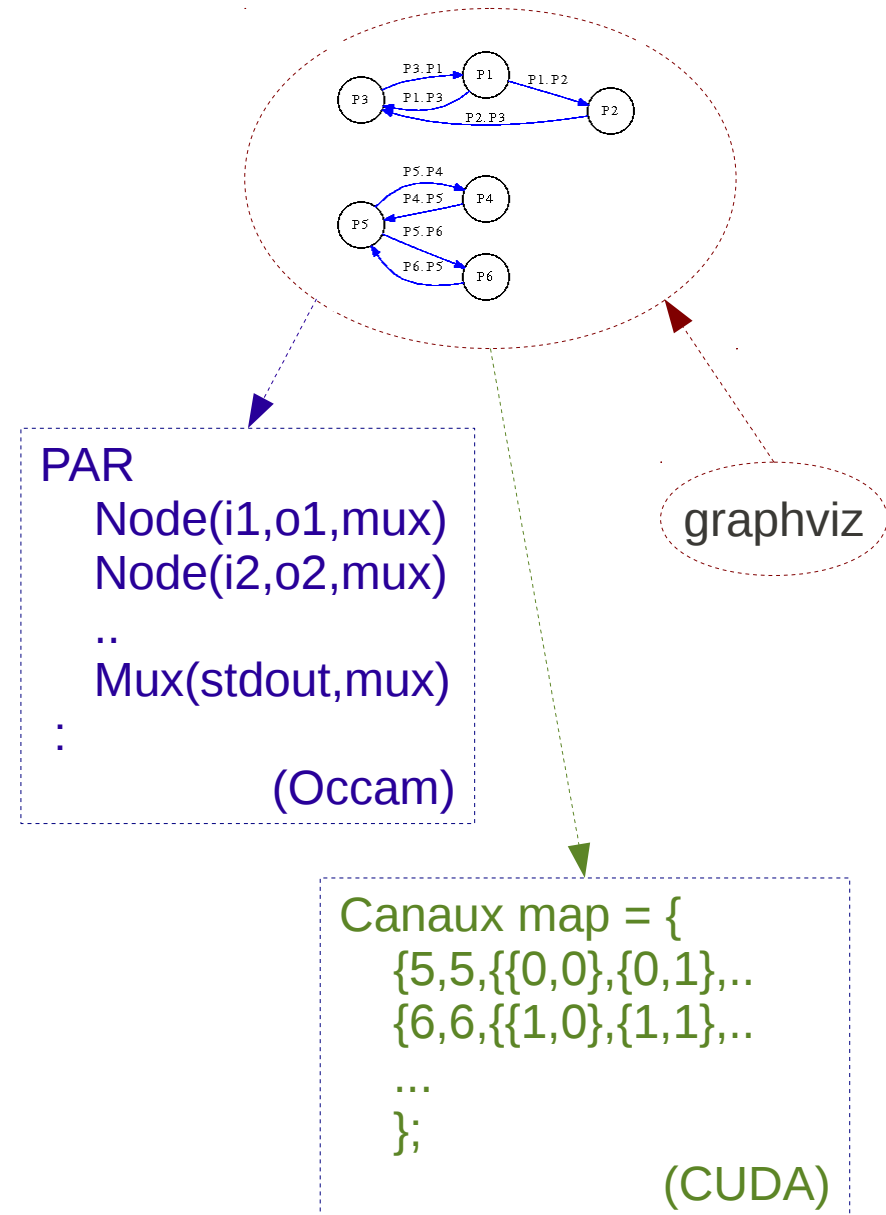 P3.P1
P1
P1.P2
P3
P1.P3
P2
P2.P3
P5.P4
P4.P5
P4
P5
P5.P6
P6.P5
P6
PAR
Node(i1,o1,mux)
Node(i2,o2,mux)
..
Mux(stdout,mux)
:
(Occam)
graphviz
Canaux map = {
{5,5,{{0,0},{0,1},..
{6,6,{{1,0},{1,1},..
...
};
(CUDA)